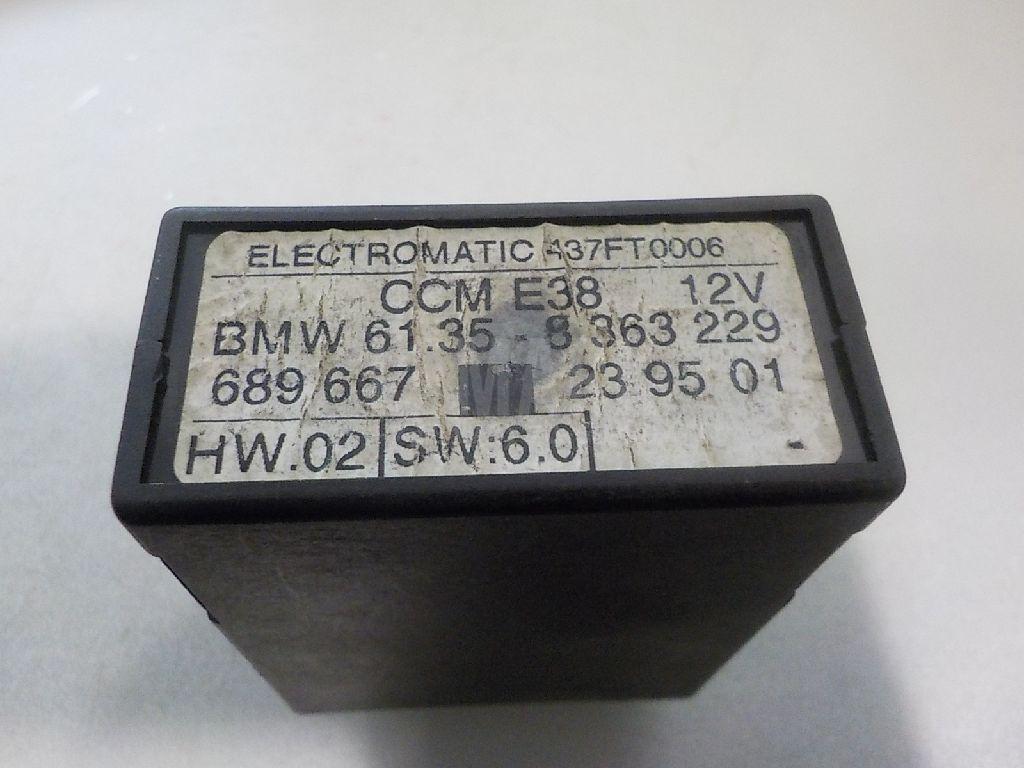 ELECTROMATIC 437FT0006
CCM E38 12V
BMW 61.35 - 8 363 229
689 667 23 95 01
HW.02 SW:6.0